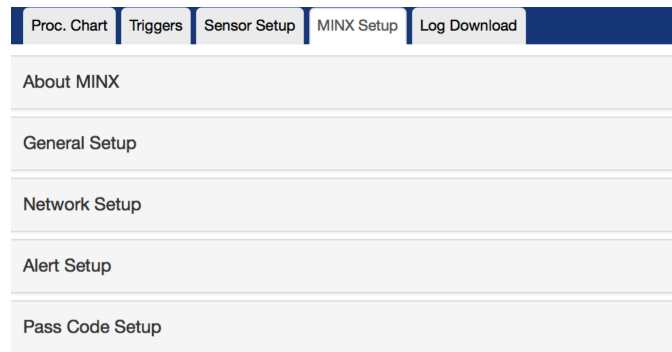 Proc. Chart Triggers Sensor Setup MINX Setup Log Download
About MINX
General Setup
Network Setup
Alert Setup
Pass Code Setup